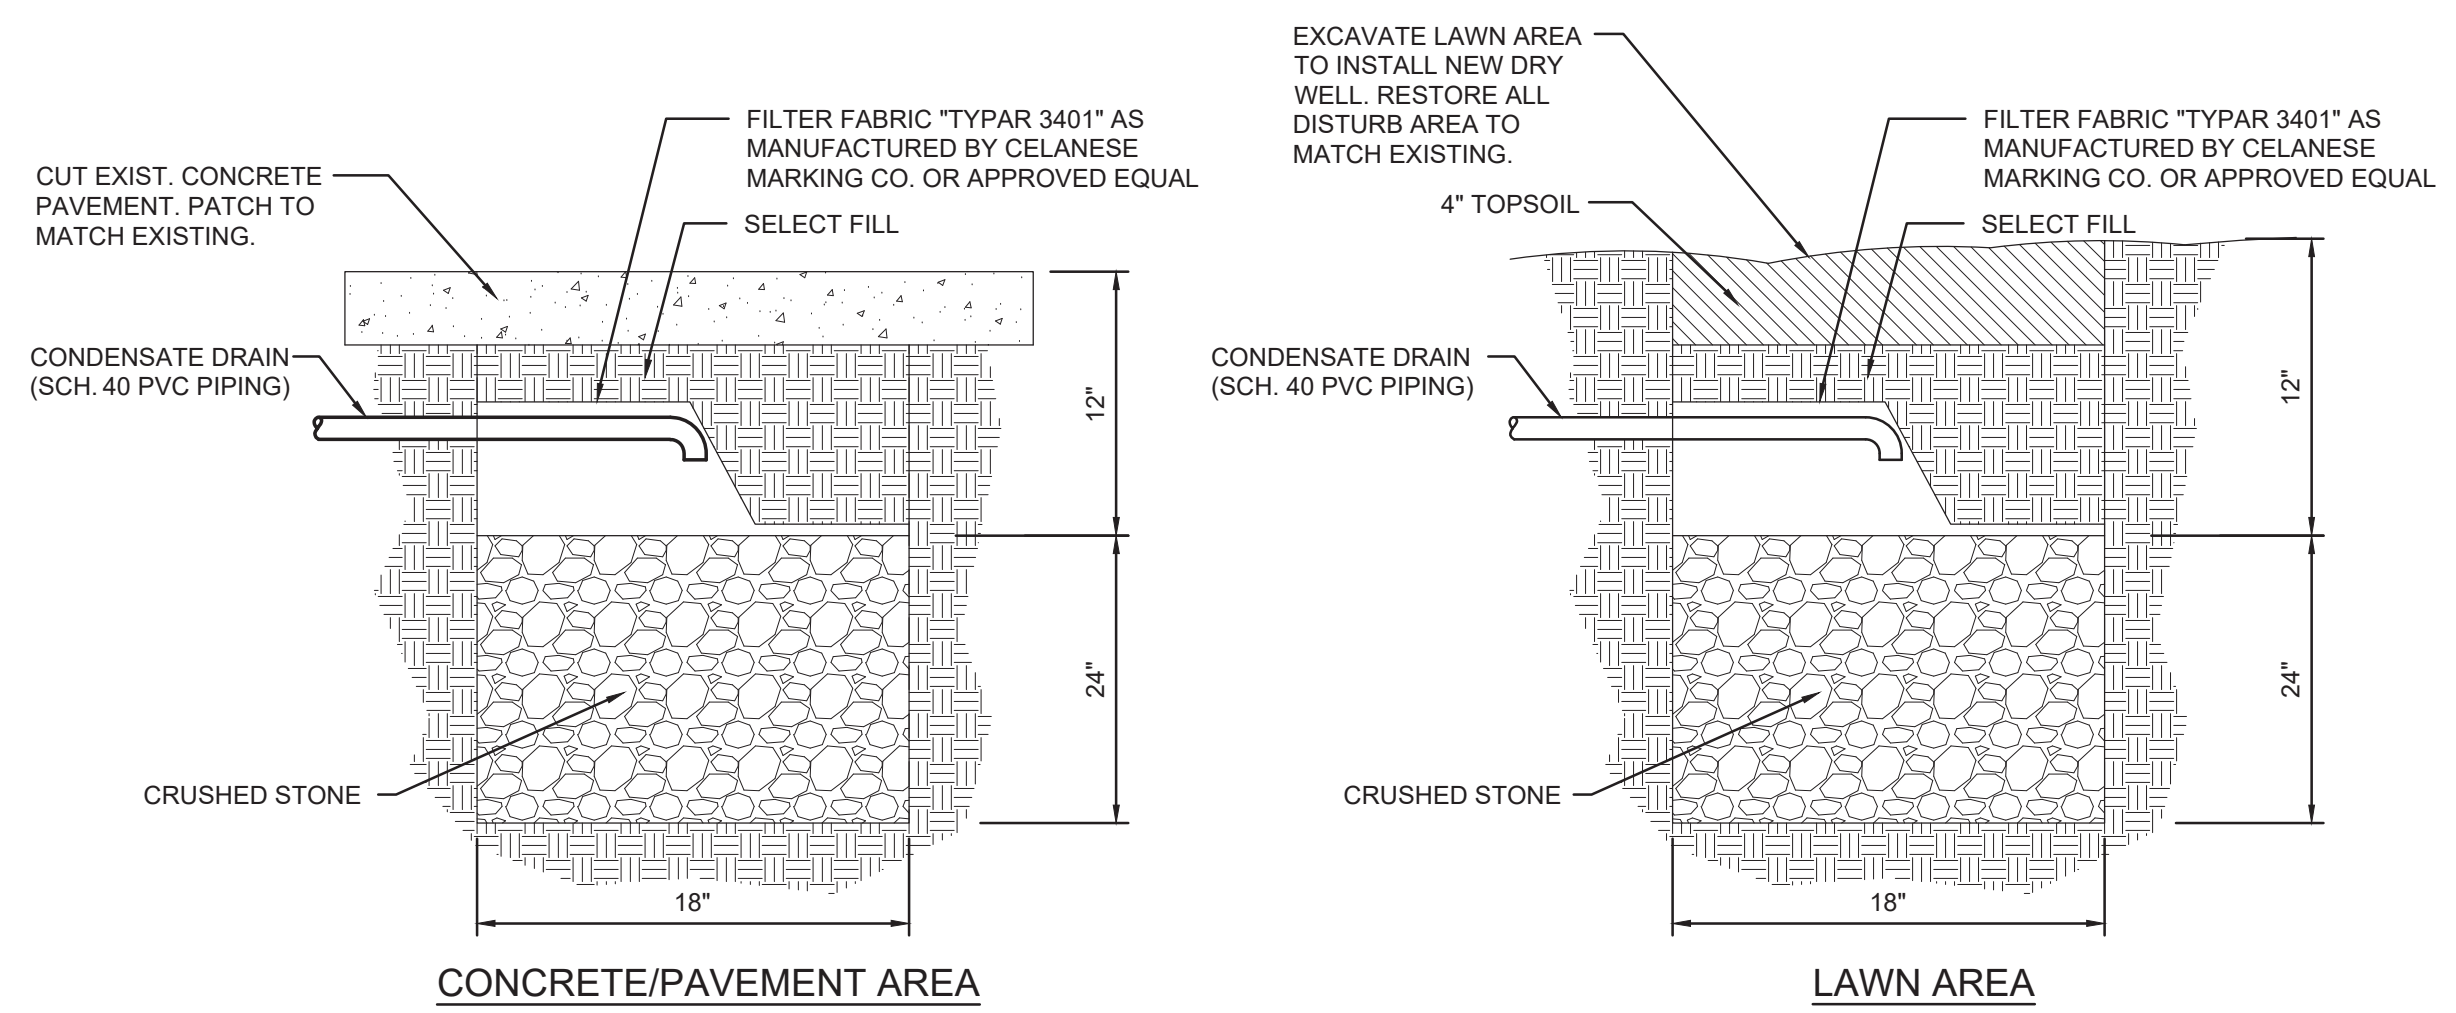 CUT EXIST. CONCRETE
PAVEMENT. PATCH TO
MATCH EXISTING.
FILTER FABRIC "TYPAR 3401" AS
MANUFACTURED BY CELANESE
MARKING CO. OR APPROVED EQUAL
SELECT FILL
CONDENSATE DRAIN
(SCH. 40 PVC PIPING)
12"
24"
CRUSHED STONE
18"
CONCRETE/PAVEMENT AREA
EXCAVATE LAWN AREA
TO INSTALL NEW DRY
WELL. RESTORE ALL
DISTURB AREA TO
MATCH EXISTING.
4" TOPSOIL
FILTER FABRIC "TYPAR 3401" AS
MANUFACTURED BY CELANESE
MARKING CO. OR APPROVED EQUAL
SELECT FILL
CONDENSATE DRAIN
(SCH. 40 PVC PIPING)
12"
24"
CRUSHED STONE
18"
LAWN AREA